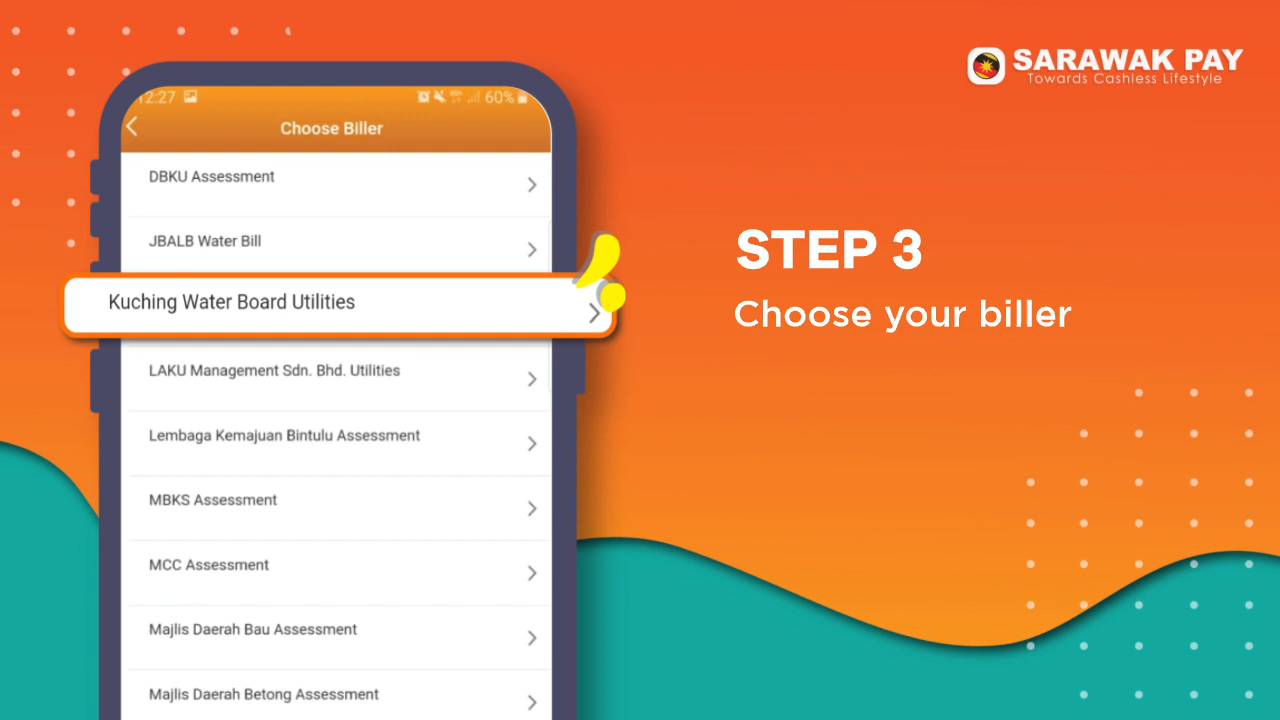 SARAWAK PAY
Towards Cashless Lifestyle
12:27
60%
Choose Biller
DBKU Assessment
JBALB Water Bill
Kuching Water Board Utilities
LAKU Management Sdn. Bhd. Utilities
Lembaga Kemajuan Bintulu Assessment
MBKS Assessment
MCC Assessment
Majlis Daerah Bau Assessment
Majlis Daerah Betong Assessment
STEP 3
Choose your biller